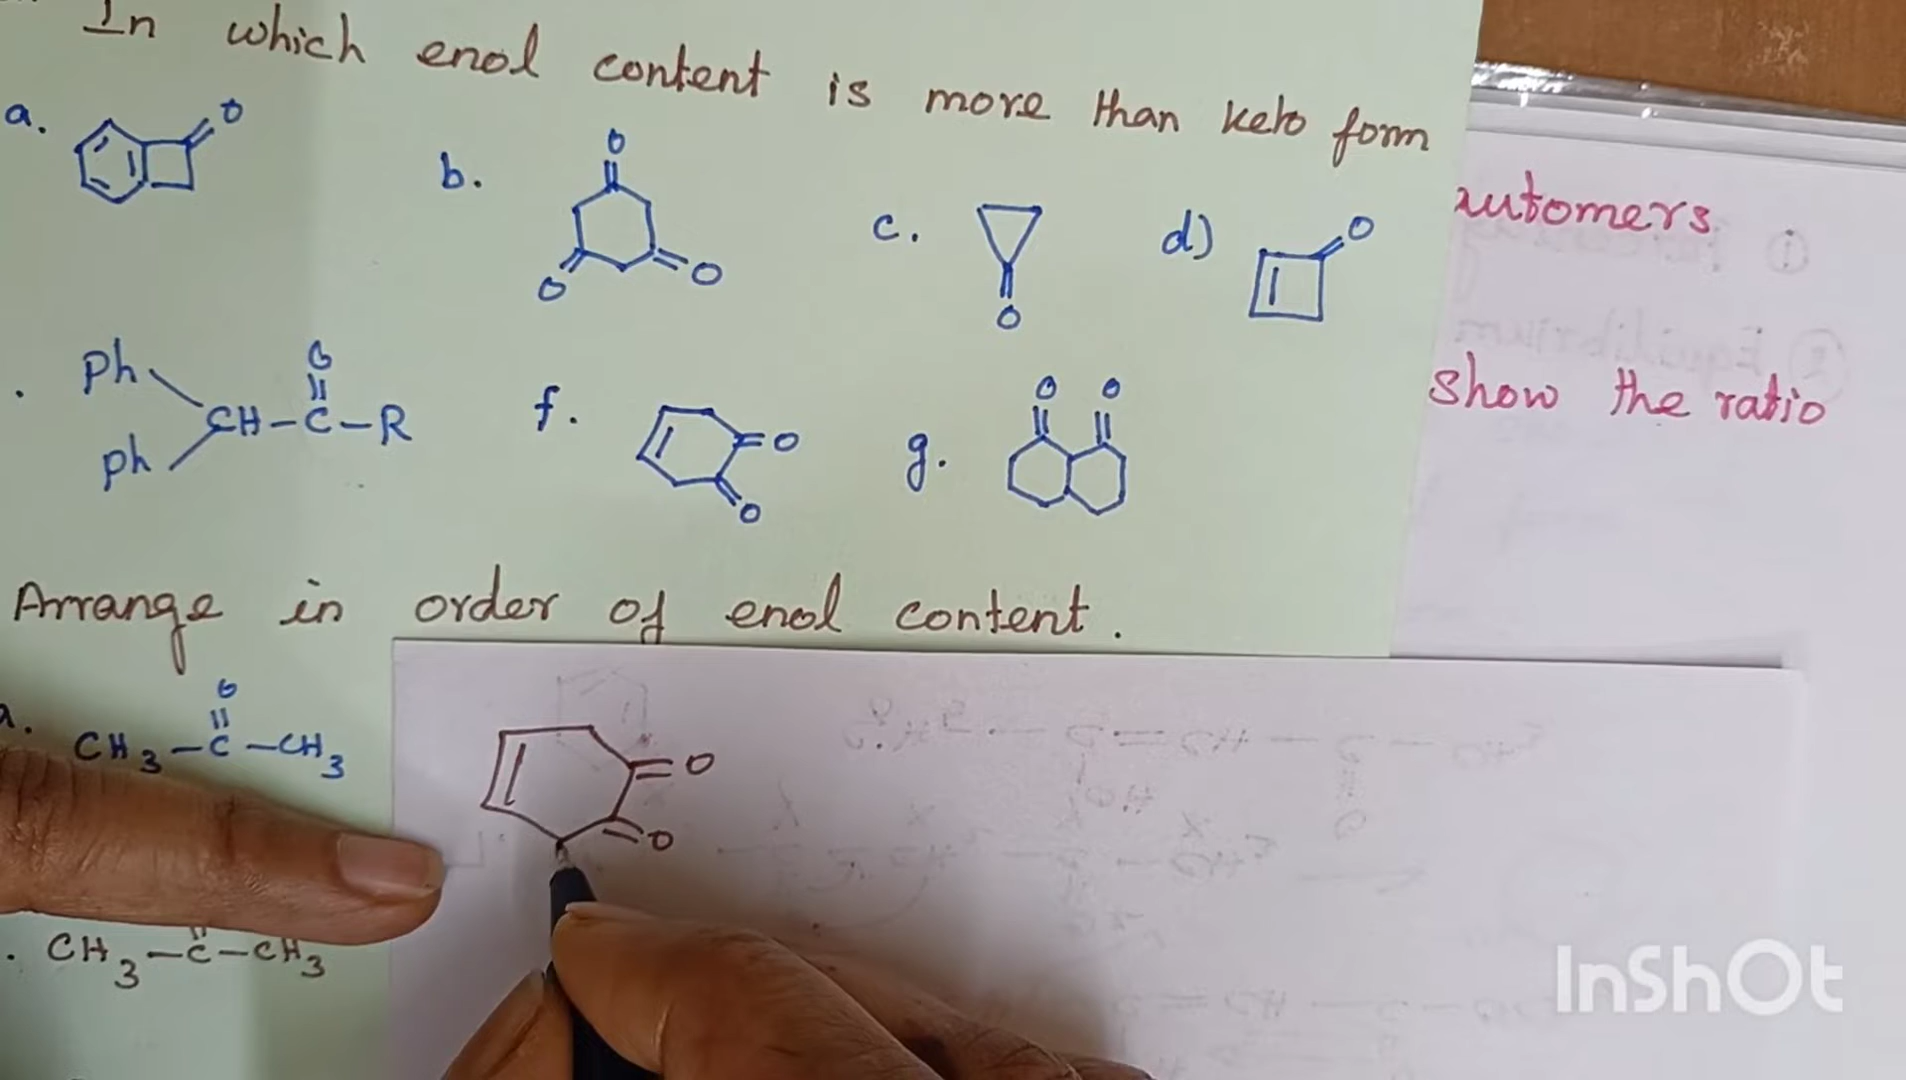 In which enol content is more than keto form
a. O
b. O O O
c. O
d) O
automers
show the ratio
. Ph Ph CH-C-R O
f. O O
g. O O
Arrange in order of enol content.
a. CH3-C-CH3 O
O O
. CH3-C-CH3
InShOt